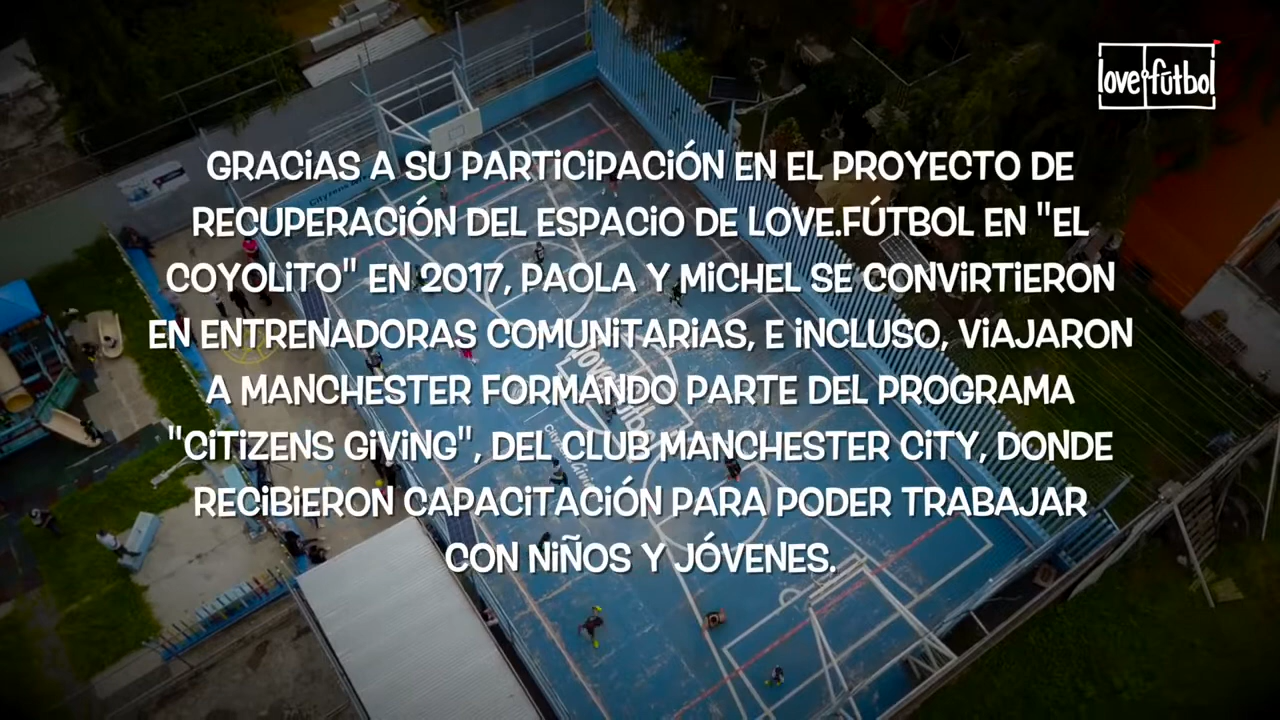 love.fútbol
GRACIAS A SU PARTICIPACIÓN EN EL PROYECTO DE
RECUPERACIÓN DEL ESPACIO DE LOVE.FÚTBOL EN "EL
COYOLITO" EN 2017, PAOLA Y MICHEL SE CONVIRTIERON
EN ENTRENADORAS COMUNITARIAS, E INCLUSO, VIAJARON
A MANCHESTER FORMANDO PARTE DEL PROGRAMA
"CITIZENS GIVING", DEL CLUB MANCHESTER CITY, DONDE
RECIBIERON CAPACITACIÓN PARA PODER TRABAJAR
CON NIÑOS Y JÓVENES.